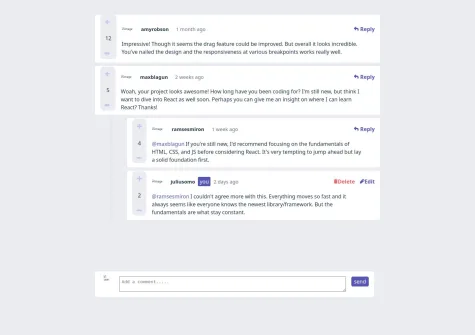 amyrobson 1 month ago Reply
12
Impressive! Though it seems the drag feature could be improved. But overall it looks incredible.
You've nailed the design and the responsiveness at various breakpoints works really well.
maxblagun 2 weeks ago Reply
5
Woah, your project looks awesome! How long have you been coding for? I'm still new, but think I
want to dive into React as well soon. Perhaps you can give me an insight on where I can learn
React? Thanks!
ramsesmiron 1 week ago Reply
4
@maxblagun If you're still new, I'd recommend focusing on the fundamentals of
HTML, CSS, and JS before considering React. It's very tempting to jump ahead but lay
a solid foundation first.
juliusomo you 2 days ago Delete Edit
2
@ramsesmiron I couldn't agree more with this. Everything moves so fast and it
always seems like everyone knows the newest library/framework. But the
fundamentals are what stay constant.
Add a comment.....
send